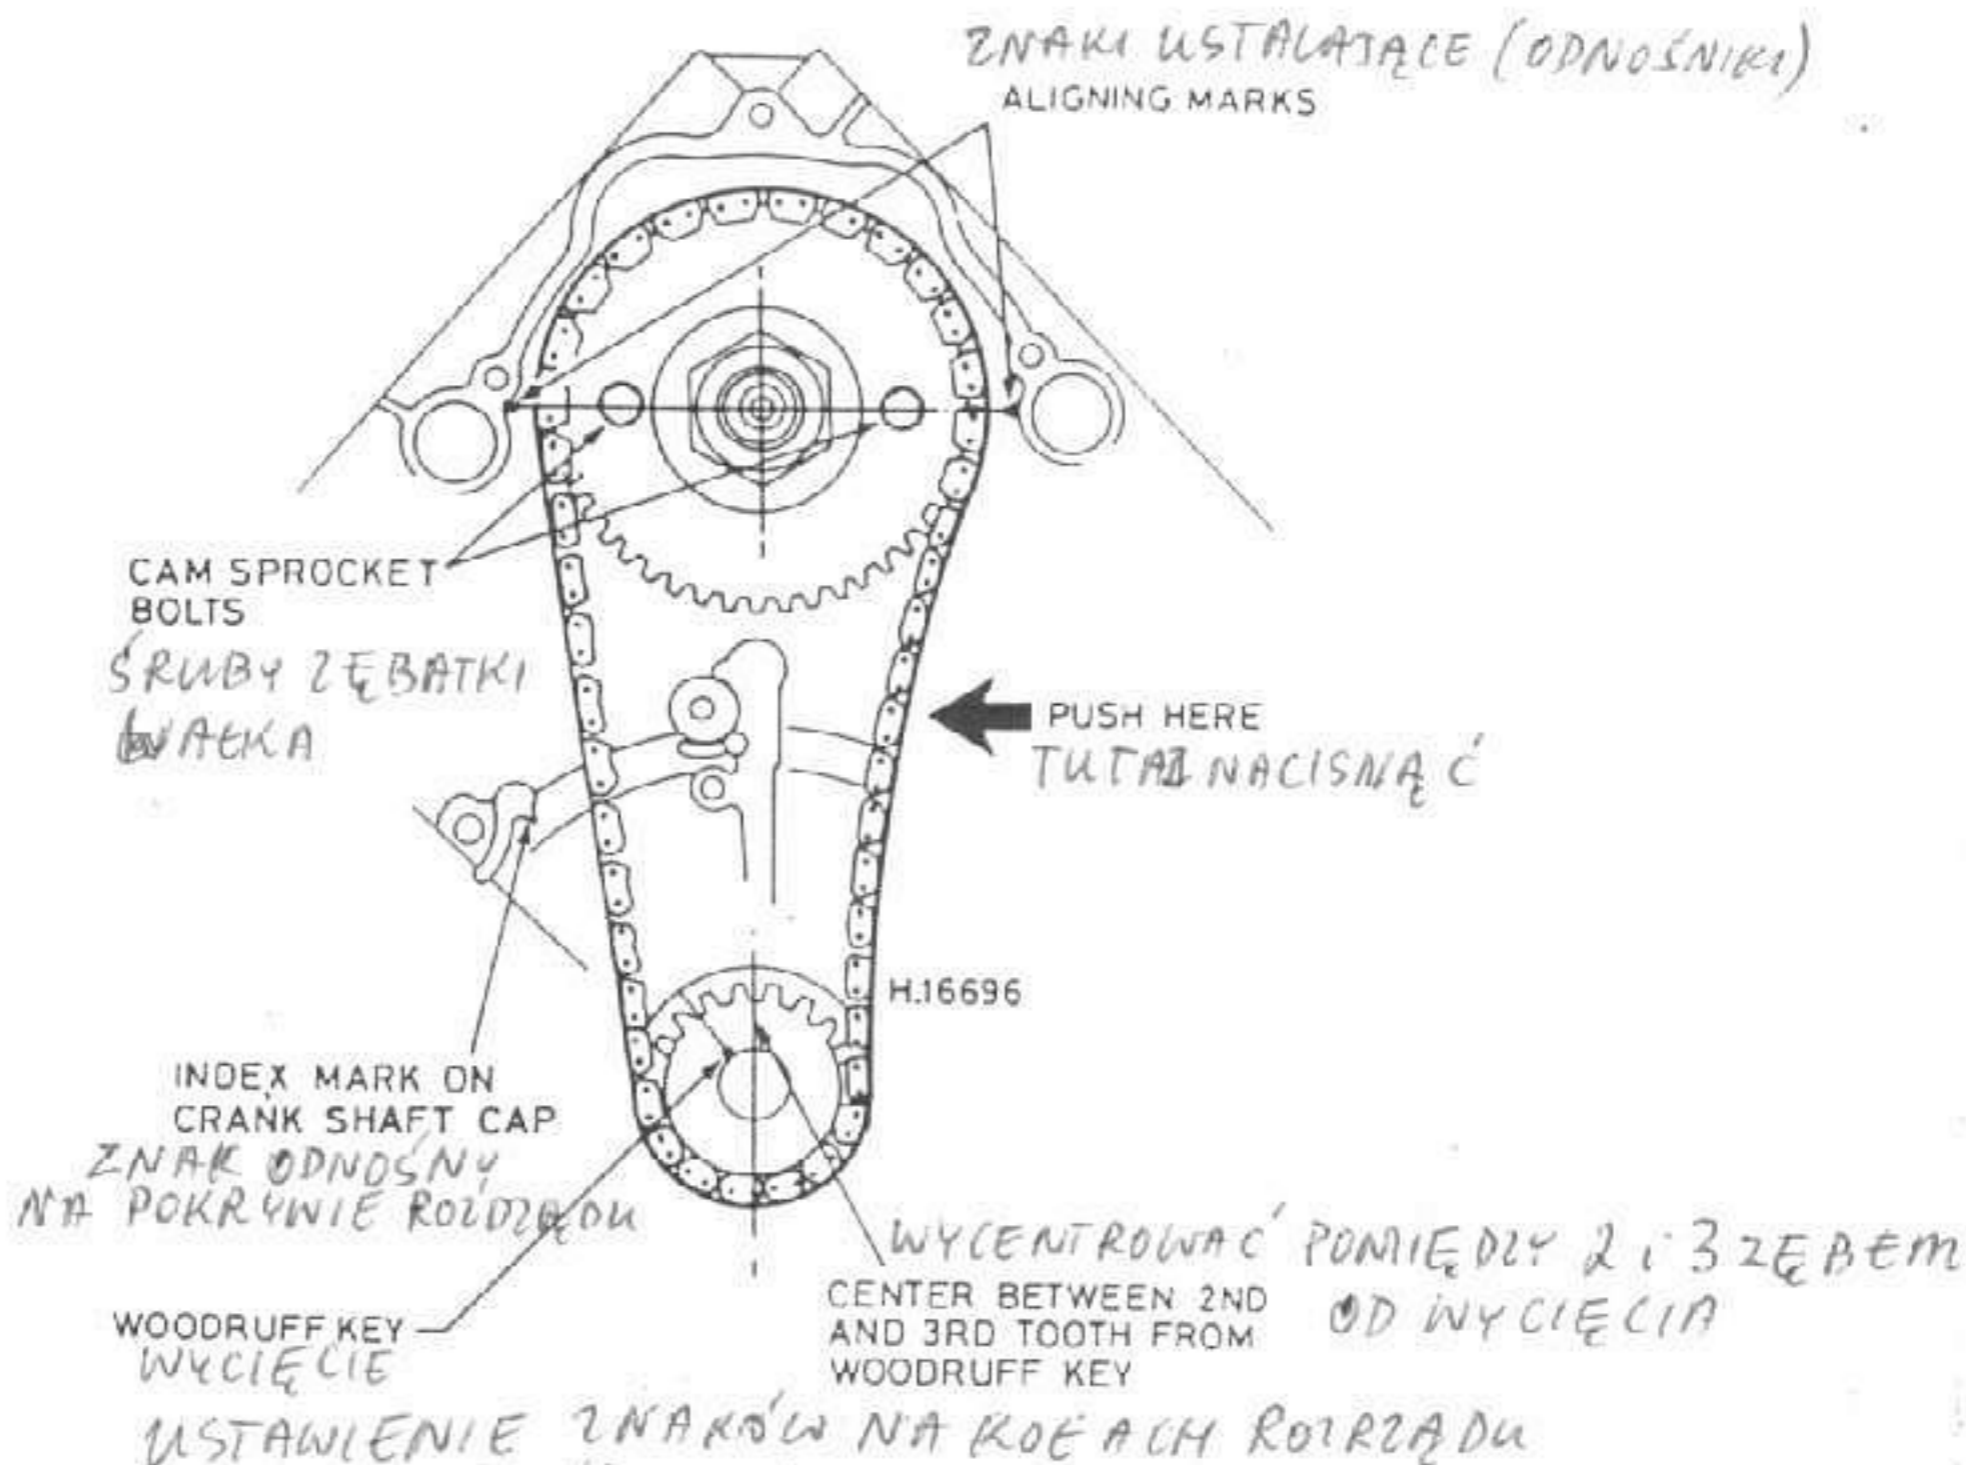 ZNAKI USTALAJĄCE (ODNOŚNIKI)
ALIGNING MARKS
CAM SPROCKET
BOLTS
ŚRUBY ZĘBATKI
WAŁKA
PUSH HERE
TUTAJ NACISNĄĆ
H.16696
INDEX MARK ON
CRANK SHAFT CAP
ZNAK ODNOŚNY
NA POKRYWIE ROZDZĄDU
WYCENTROWAĆ POMIĘDZY 2 i 3 ZĘBEM
OD WYCIĘCIA
CENTER BETWEEN 2ND
AND 3RD TOOTH FROM
WOODRUFF KEY
WOODRUFF KEY
WYCIĘCIE
USTAWIENIE ZNAKÓW NA KOŁACH ROZRZĄDU